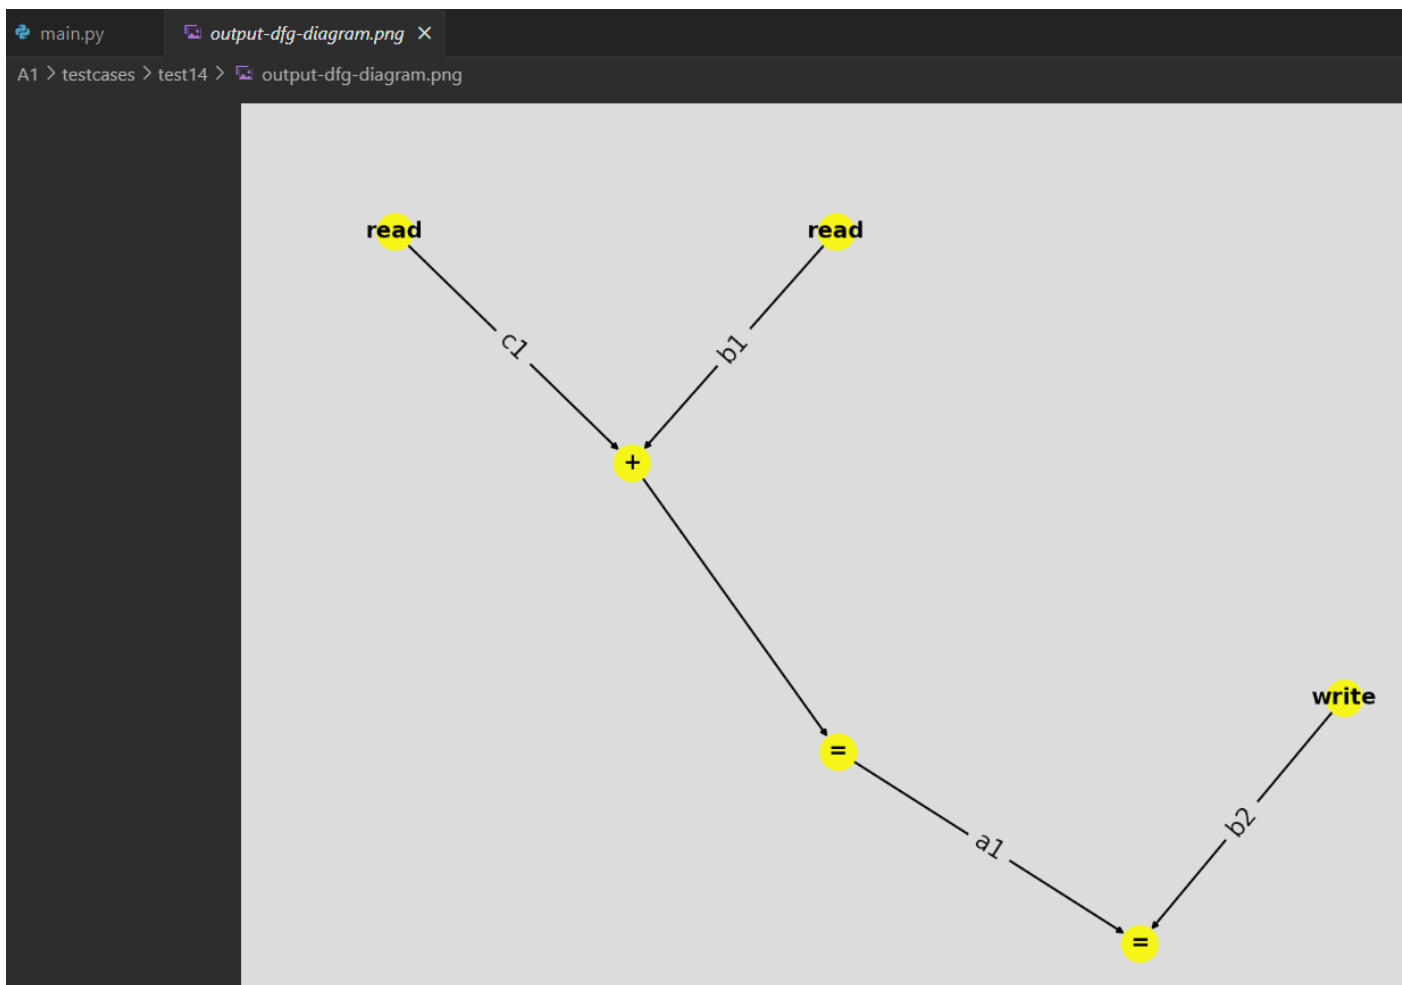 main.py output-dfg-diagram.png
A1 > testcases > test14 > output-dfg-diagram.png
read read
c1 b1
+
=
write
b2
a1
=